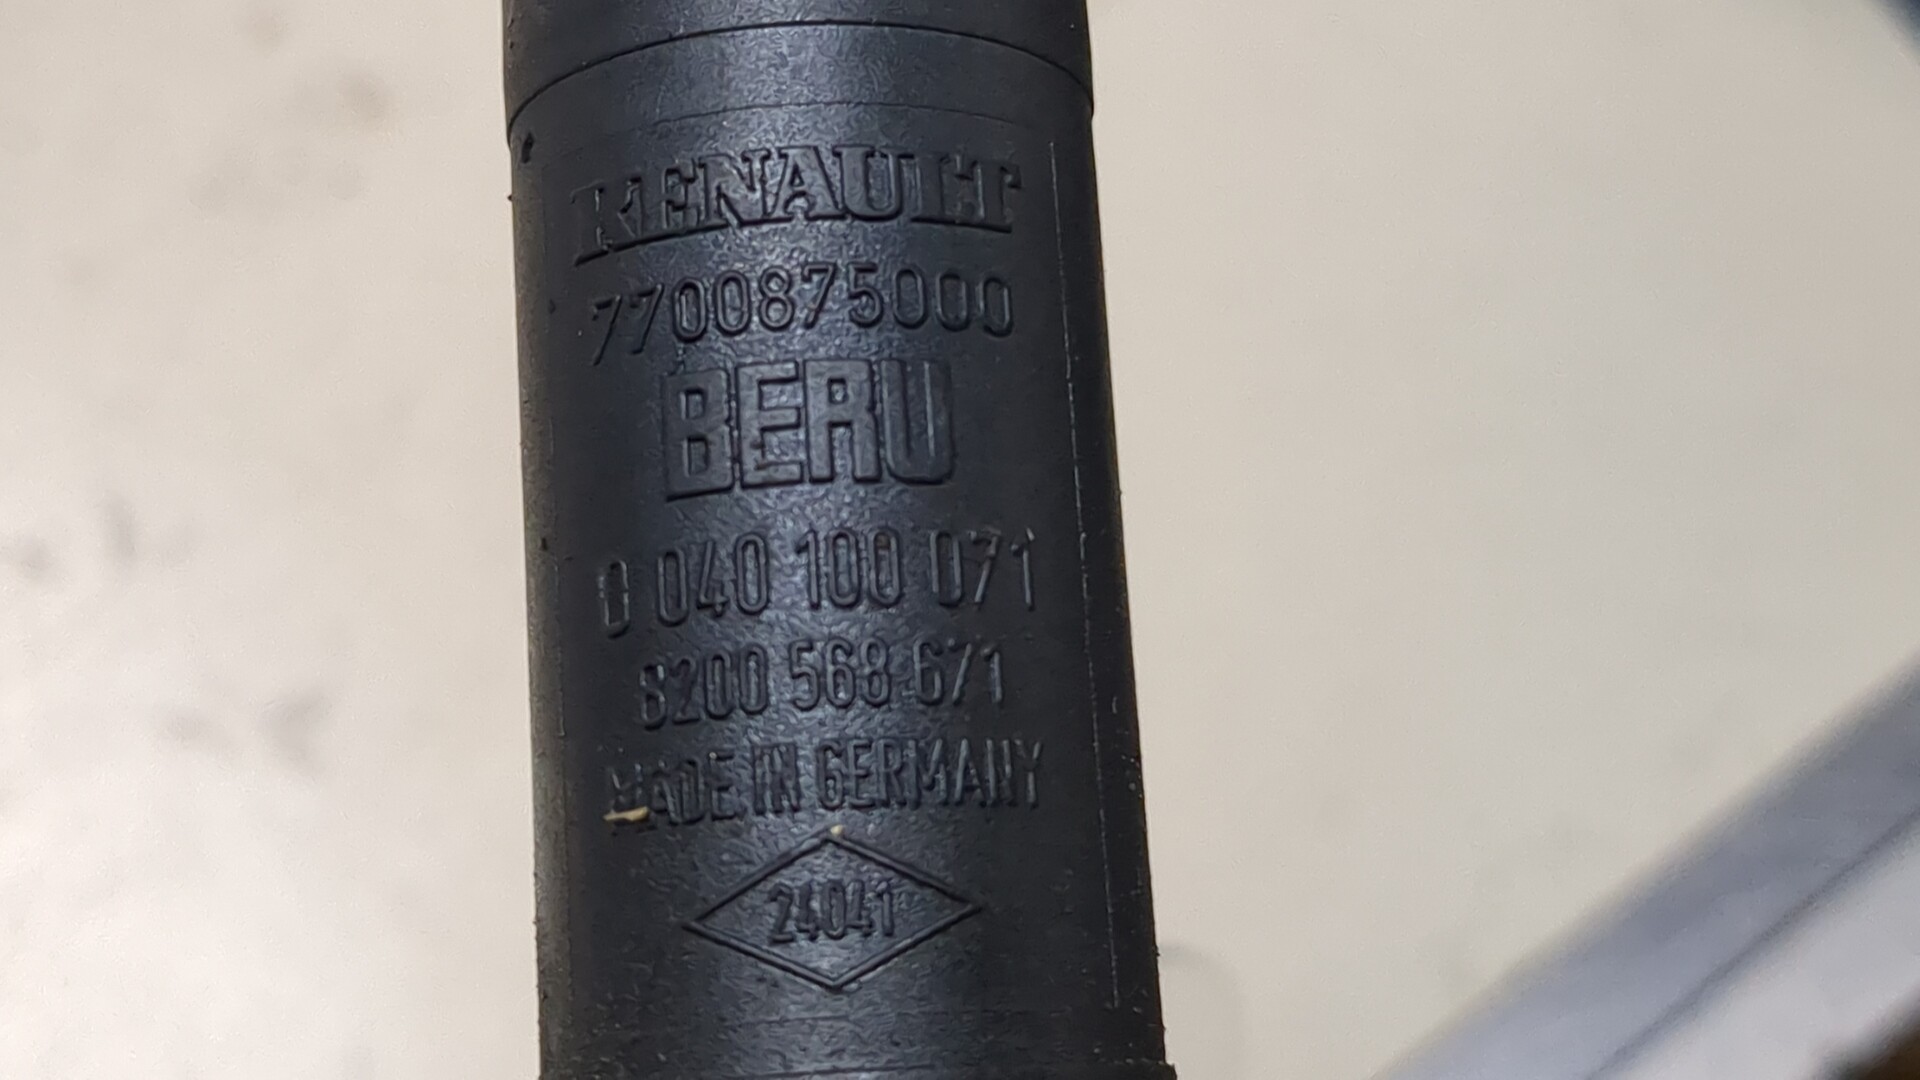 RENAULT
7700875000
BERU
0 040 100 071
8200 568 671
MADE IN GERMANY
24041